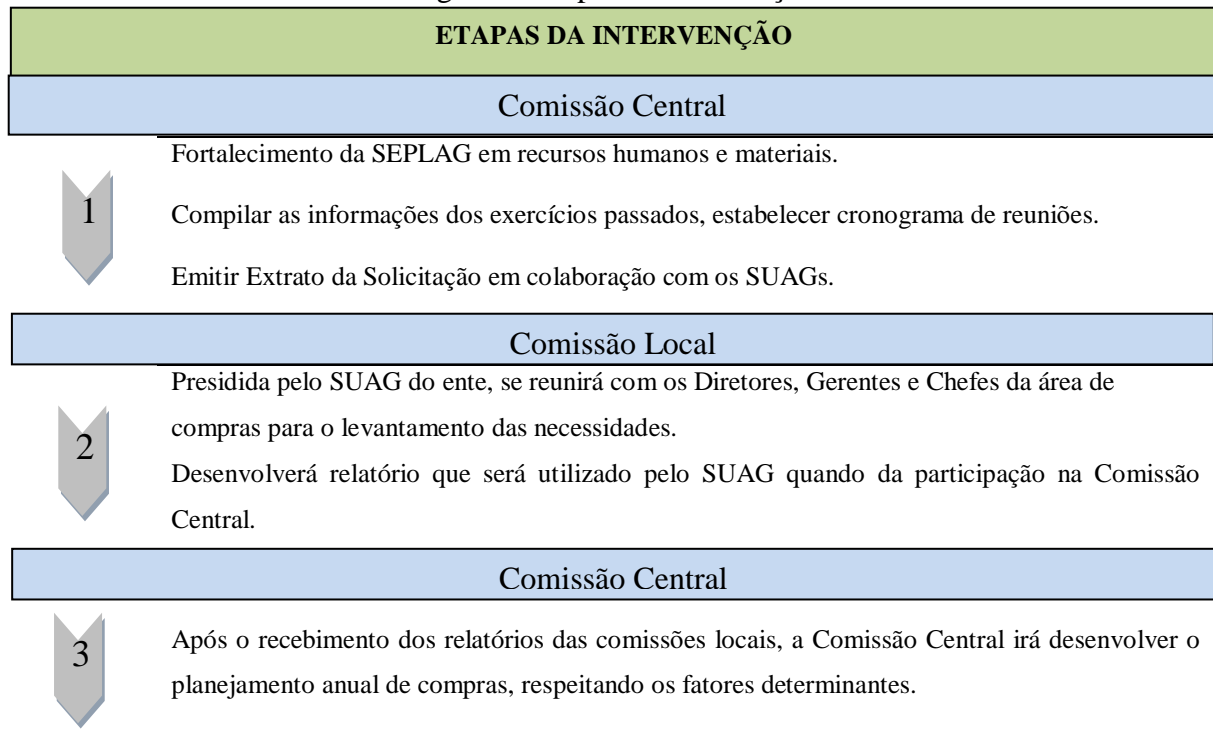 ETAPAS DA INTERVENÇÃO
Comissão Central
Fortalecimento da SEPLAG em recursos humanos e materiais.
1
Compilar as informações dos exercícios passados, estabelecer cronograma de reuniões.
Emitir Extrato da Solicitação em colaboração com os SUAGs.
Comissão Local
Presidida pelo SUAG do ente, se reunirá com os Diretores, Gerentes e Chefes da área de
compras para o levantamento das necessidades.
2
Desenvolverá relatório que será utilizado pelo SUAG quando da participação na Comissão
Central.
Comissão Central
3
Após o recebimento dos relatórios das comissões locais, a Comissão Central irá desenvolver o
planejamento anual de compras, respeitando os fatores determinantes.